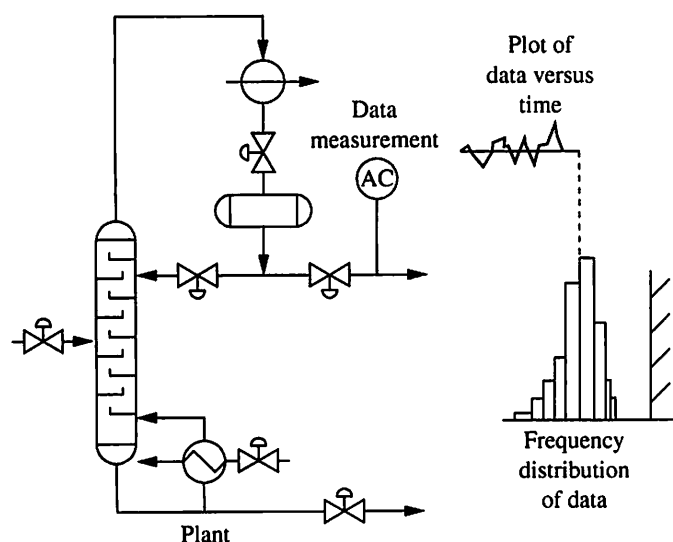 Plot of
data versus
time
Data
measurement
AC
Frequency
distribution
of data
Plant